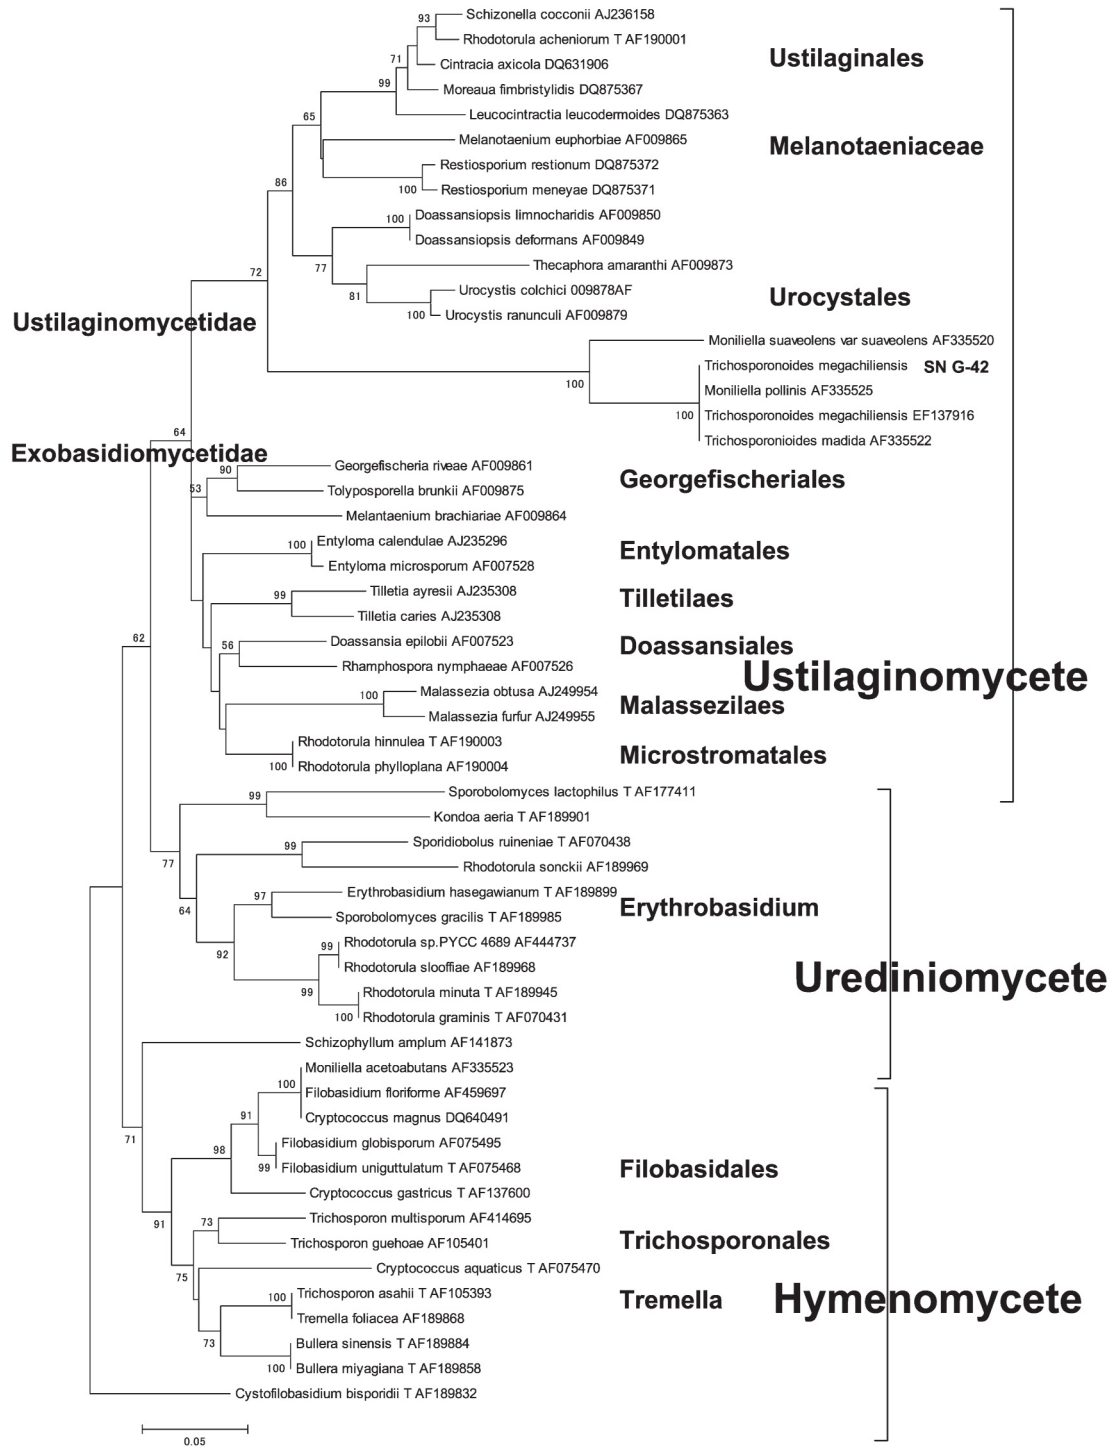 93
Schizonella cocconii AJ236158
Rhodotorula acheniorum T AF190001
71
Cintracia axicola DQ631906
Ustilaginales
99
Moreaua fimbristylidis DQ875367
65
Leucocintractia leucodermoides DQ875363
Melanotaenium euphorbiae AF009865
Melanotaeniaceae
Restiosporium restionum DQ875372
86
100
Restiosporium meneyae DQ875371
100
Doassansiopsis limnocharidis AF009850
Doassansiopsis deformans AF009849
77
Thecaphora amaranthi AF009873
72
81
Urocystis colchici 009878AF
Urocystales
100
Urocystis ranunculi AF009879
Ustilaginomycetidae
Moniliella suaveolens var suaveolens AF335520
Trichosporonoides megachiliensis SN G-42
100
Moniliella pollinis AF335525
100
Trichosporonoides megachiliensis EF137916
64
Trichosporonioides madida AF335522
Exobasidiomycetidae
90
Georgefischeria riveae AF009861
Georgefischeriales
53
Tolyposporella brunkii AF009875
Melantaenium brachiariae AF009864
100
Entyloma calendulae AJ235296
Entylomatales
Entyloma microsporum AF007528
99
Tilletia ayresii AJ235308
Tilletilaes
Tilletia caries AJ235308
62
56
Doassansia epilobii AF007523
Doassansiales
Rhamphospora nymphaeae AF007526
Ustilaginomycete
100
Malassezia obtusa AJ249954
Malassezilaes
Malassezia furfur AJ249955
Rhodotorula hinnulea T AF190003
Microstromatales
100
Rhodotorula phylloplana AF190004
99
Sporobolomyces lactophilus T AF177411
Kondoa aeria T AF189901
99
Sporidiobolus ruineniae T AF070438
77
Rhodotorula sonckii AF189969
97
Erythrobasidium hasegawianum T AF189899
Erythrobasidium
64
Sporobolomyces gracilis T AF189985
99
Rhodotorula sp.PYCC 4689 AF444737
92
Rhodotorula slooffiae AF189968
Urediniomycete
99
Rhodotorula minuta T AF189945
100
Rhodotorula graminis T AF070431
Schizophyllum amplum AF141873
Moniliella acetoabutans AF335523
100
Filobasidium floriforme AF459697
91
Cryptococcus magnus DQ640491
71
98
Filobasidium globisporum AF075495
99
Filobasidium uniguttulatum T AF075468
Filobasidales
Cryptococcus gastricus T AF137600
91
73
Trichosporon multisporum AF414695
Trichosporon guehoae AF105401
Trichosporonales
75
Cryptococcus aquaticus T AF075470
100
Trichosporon asahii T AF105393
Tremella
Hymenomycete
Tremella foliacea AF189868
73
Bullera sinensis T AF189884
100
Bullera miyagiana T AF189858
Cystofilobasidium bisporidii T AF189832
0.05